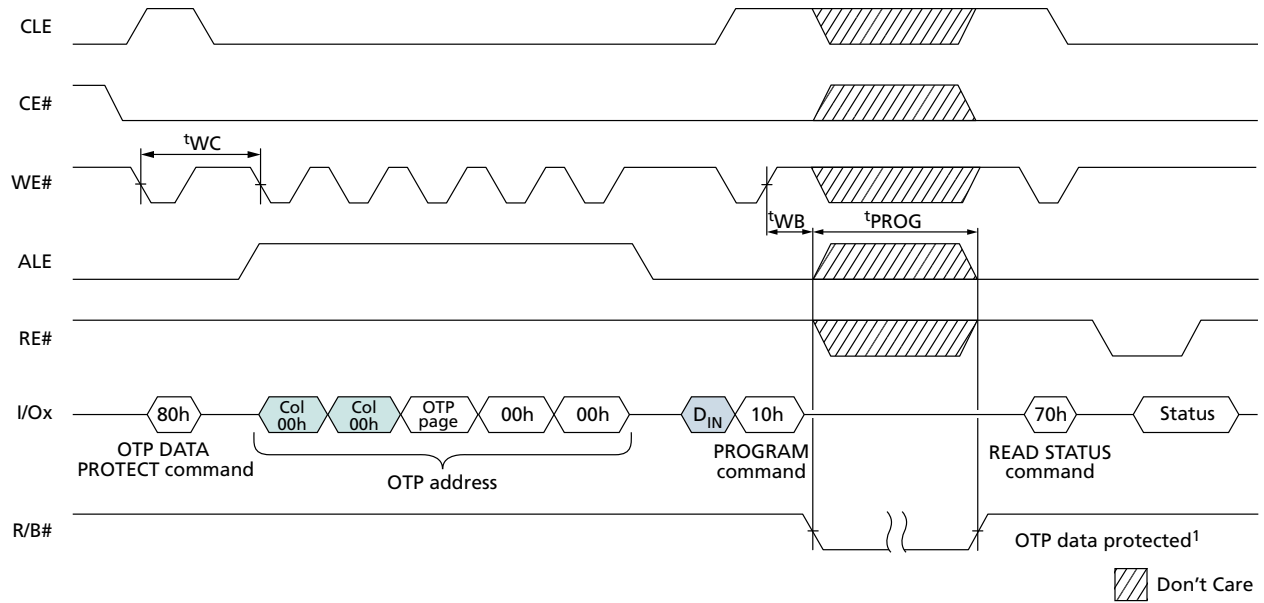 CLE
CE#
tWC
WE#
tWB
tPROG
ALE
RE#
I/Ox
80h
Col
00h
Col
00h
OTP
page
00h
00h
DIN
10h
70h
Status
OTP DATA
PROTECT command
OTP address
PROGRAM
command
READ STATUS
command
R/B#
OTP data protected1
Don't Care